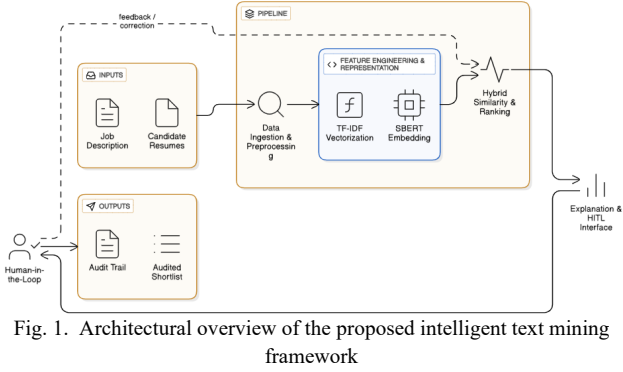 feedback /
correction
PIPELINE
INPUTS
Job
Description
Candidate
Resumes
Data
Ingestion &
Preprocessin
g
FEATURE ENGINEERING &
REPRESENTATION
TF-IDF
Vectorization
SBERT
Embedding
Hybrid
Similarity &
Ranking
Explanation &
HITL
Interface
OUTPUTS
Audit Trail
Audited
Shortlist
Human-in-
the-Loop
Fig. 1. Architectural overview of the proposed intelligent text mining
framework